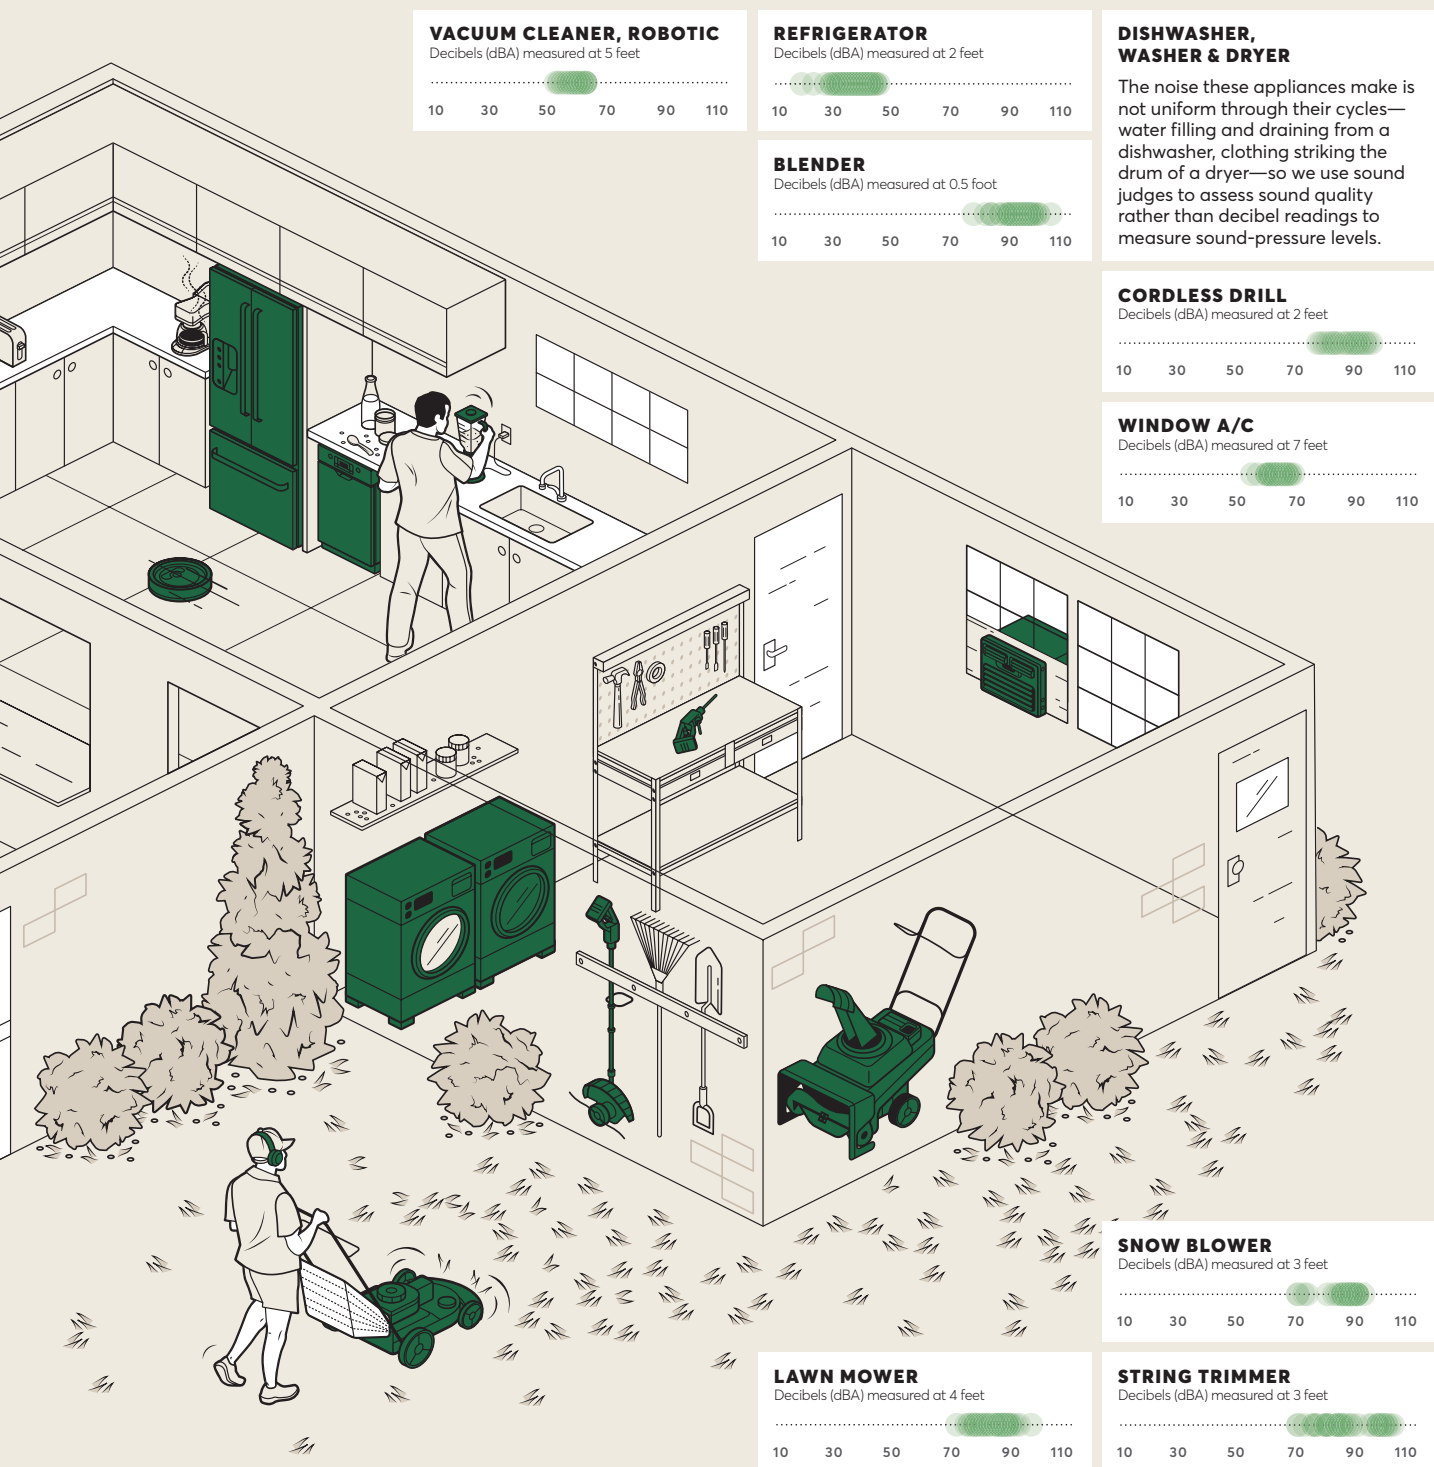 VACUUM CLEANER, ROBOTIC
Decibels (dBA) measured at 5 feet
10 30 50 70 90 110
REFRIGERATOR
Decibels (dBA) measured at 2 feet
10 30 50 70 90 110
BLENDER
Decibels (dBA) measured at 0.5 foot
10 30 50 70 90 110
DISHWASHER,
WASHER & DRYER
The noise these appliances make is
not uniform through their cycles—
water filling and draining from a
dishwasher, clothing striking the
drum of a dryer—so we use sound
judges to assess sound quality
rather than decibel readings to
measure sound-pressure levels.
CORDLESS DRILL
Decibels (dBA) measured at 2 feet
10 30 50 70 90 110
WINDOW A/C
Decibels (dBA) measured at 7 feet
10 30 50 70 90 110
SNOW BLOWER
Decibels (dBA) measured at 3 feet
10 30 50 70 90 110
LAWN MOWER
Decibels (dBA) measured at 4 feet
10 30 50 70 90 110
STRING TRIMMER
Decibels (dBA) measured at 3 feet
10 30 50 70 90 110